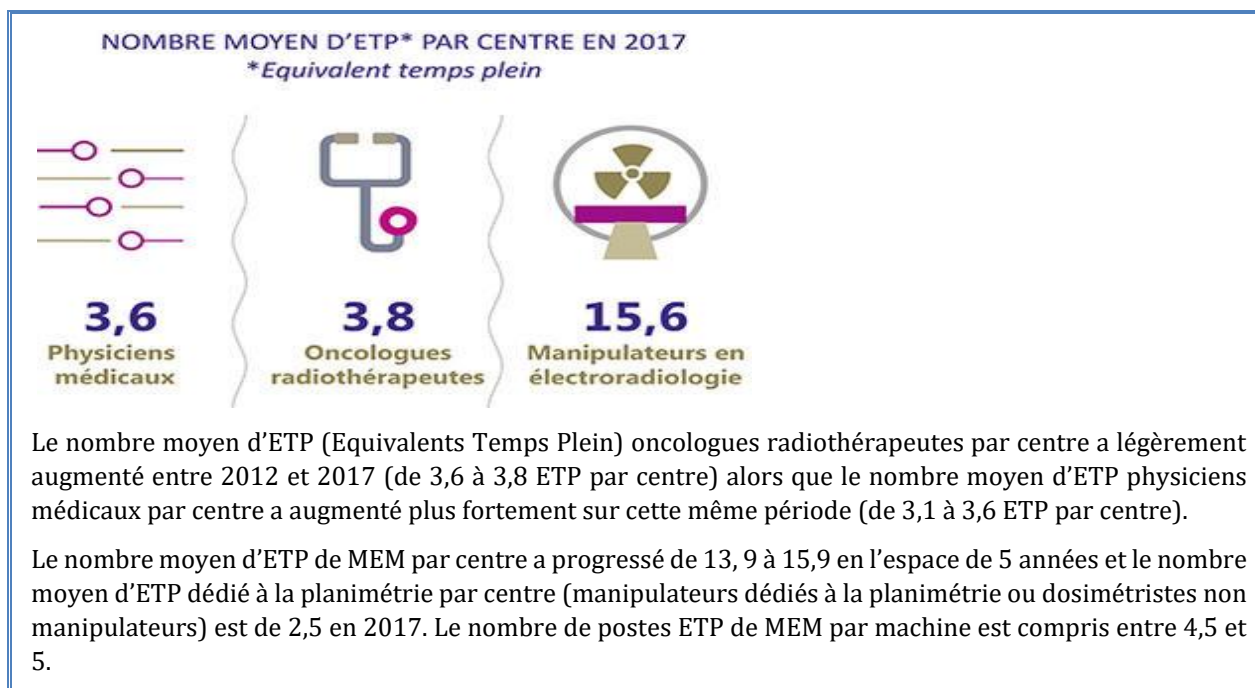 NOMBRE MOYEN D'ETP* PAR CENTRE EN 2017
*Equivalent temps plein
3,6
Physiciens
médicaux
3,8
Oncologues
radiothérapeutes
15,6
Manipulateurs en
électroradiologie
Le nombre moyen d'ETP (Equivalents Temps Plein) oncologues radiothérapeutes par centre a légèrement
augmenté entre 2012 et 2017 (de 3,6 à 3,8 ETP par centre) alors que le nombre moyen d'ETP physiciens
médicaux par centre a augmenté plus fortement sur cette même période (de 3,1 à 3,6 ETP par centre).
Le nombre moyen d'ETP de MEM par centre a progressé de 13, 9 à 15,9 en l'espace de 5 années et le nombre
moyen d'ETP dédié à la planimétrie par centre (manipulateurs dédiés à la planimétrie ou dosimétristes non
manipulateurs) est de 2,5 en 2017. Le nombre de postes ETP de MEM par machine est compris entre 4,5 et
5.